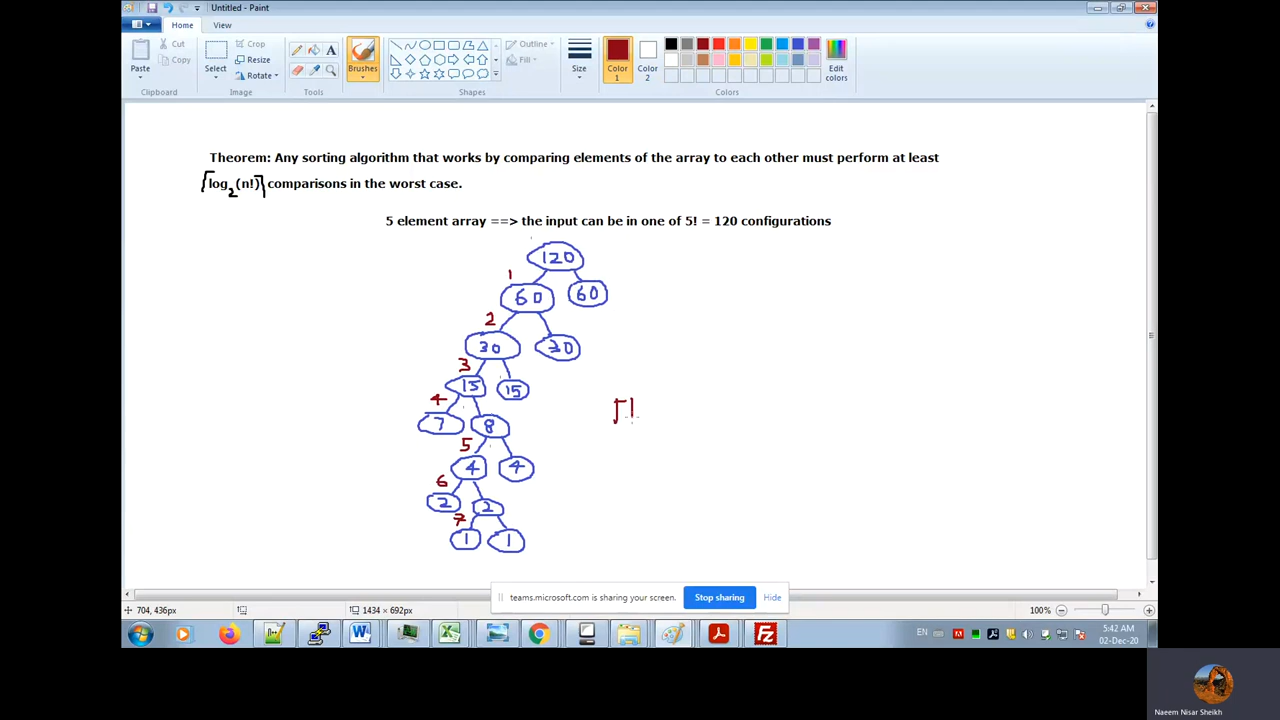 Untitled - Paint
Home View
Paste
Cut
Copy
Clipboard
Select
Crop
Resize
Rotate
Image
Tools
Brushes
Outline
Fill
Shapes
Size
Color 1
Color 2
Edit colors
Colors
Theorem: Any sorting algorithm that works by comparing elements of the array to each other must perform at least
⌈log2(n!)⌉ comparisons in the worst case.
5 element array ==> the input can be in one of 5! = 120 configurations
120
1
60 60
2
30 30
3
15 15
4
7 8
5
4 4
6
2 2
7
1 1
5!
teams.microsoft.com is sharing your screen. Stop sharing Hide
704, 436px 1434 × 692px 100%
EN 5:42 AM
02-Dec-20
Naeem Nisar Sheikh